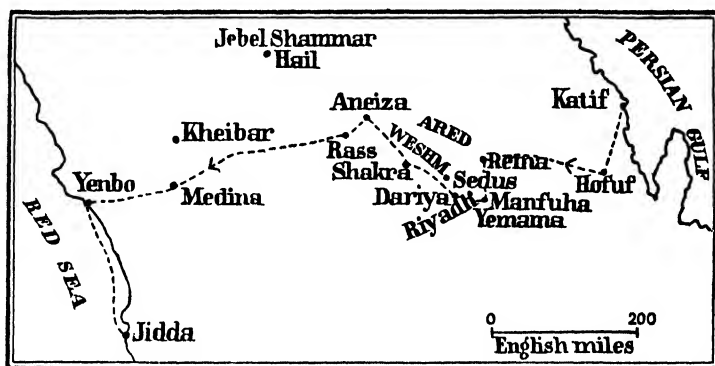 Jebel Shammar
Hail
PERSIAN
GULF
Katif
Aneiza
ARED
Kheibar
WESHM
Rass
Shakra
Sedus
Hofuf
Yenbo
Medina
Dariya
Riyadh
Manfuha
Yemama
RED SEA
Jidda
0 200
English miles